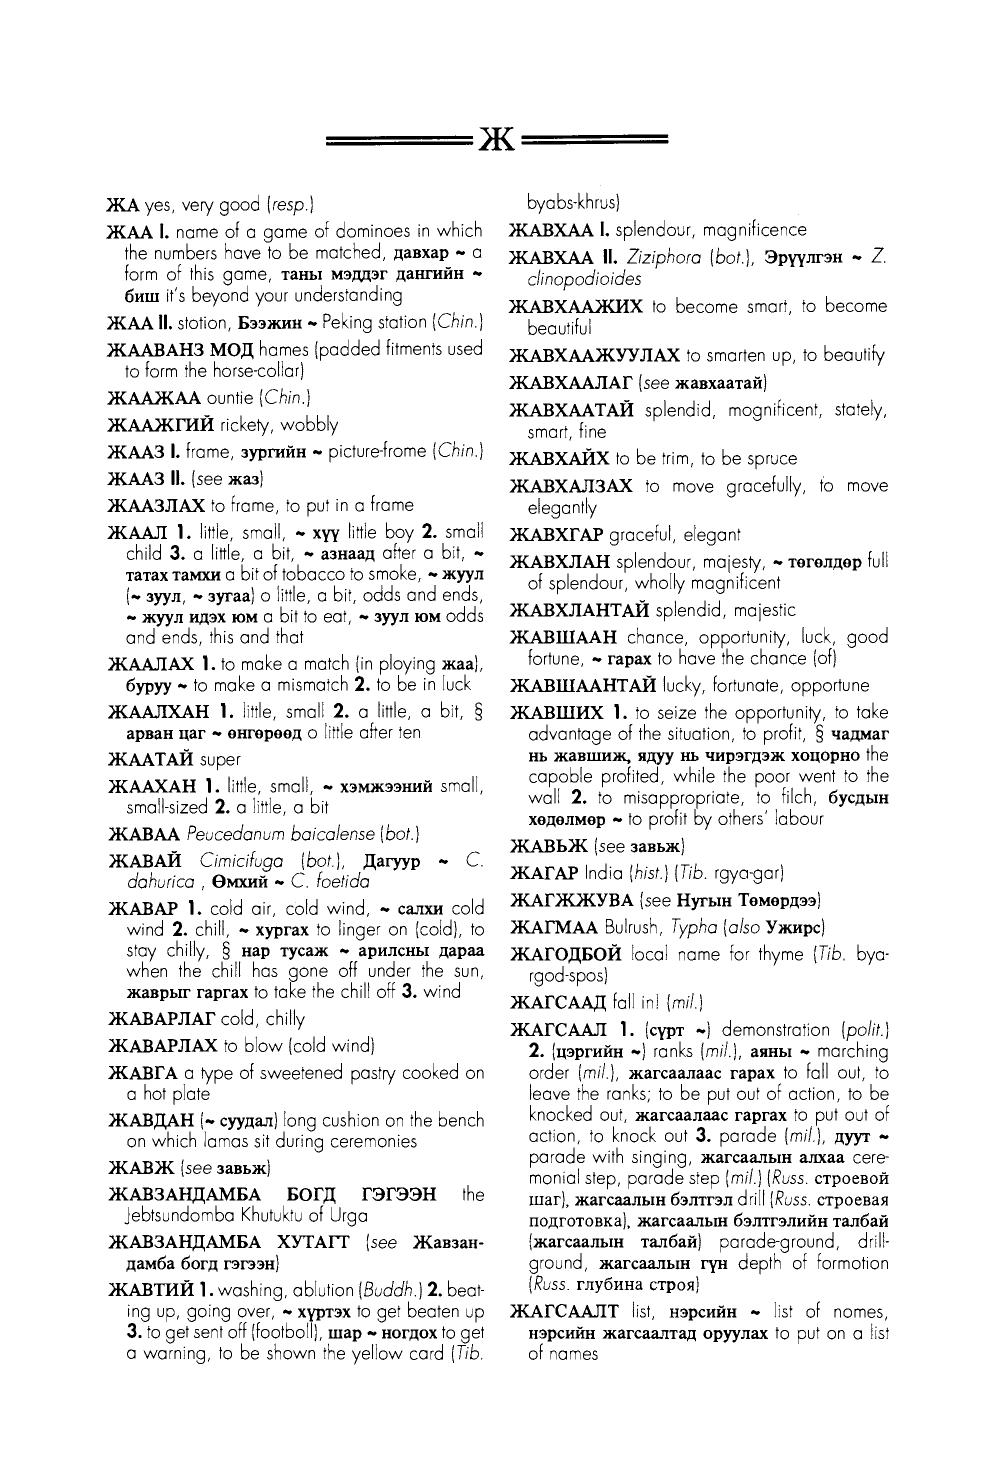 Ж
ЖА yes, very good (resp.)
ЖАА I. name of a game of dominoes in which
the numbers have to be matched, давхар ~ a
form of this game, таны мэддэг дангийн ~
биш it's beyond your understanding
ЖАА II. station, Бээжин ~ Peking station (Chin.)
ЖААВАНЗ МОД hames (padded fitments used
to form the horse-collar)
ЖААЖАА auntie (Chin.)
ЖААЖГИЙ rickety, wobbly
ЖААЗ I. frame, зургийн ~ picture-frame (Chin.)
ЖААЗ II. (see жаз)
ЖААЗЛАХ to frame, to put in a frame
ЖААЛ 1. little, small, ~ хүү little boy 2. small
child 3. a little, a bit, ~ азнаад after a bit, ~
татах тамхи a bit of tobacco to smoke, ~ жуул
(~ зуул, ~ зугаа) a little, a bit, odds and ends,
~ жуул идэх юм a bit to eat, ~ зуул юм odds
and ends, this and that
ЖААЛАХ 1. to make a match (in playing жаа),
буруу ~ to make a mismatch 2. to be in luck
ЖААЛХАН 1. little, small 2. a little, a bit, §
арван цаг ~ өнгөрөөд a little after ten
ЖААТАЙ super
ЖААХАН 1. little, small, ~ хэмжээний small,
small-sized 2. a little, a bit
ЖАВАА Peucedanum baicalense (bot.)
ЖАВАЙ Cimicifuga (bot.), Дагуур ~ C.
dahurica , Өмхий ~ C. foetida
ЖАВАР 1. cold air, cold wind, ~ салхи cold
wind 2. chill, ~ хургах to linger on (cold), to
stay chilly, § нар тусаж ~ арилсны дараа
when the chill has gone off under the sun,
жаврыг гаргах to take the chill off 3. wind
ЖАВАРЛАГ cold, chilly
ЖАВАРЛАХ to blow (cold wind)
ЖАВГА a type of sweetened pastry cooked on
a hot plate
ЖАВДАН (~ суудал) long cushion on the bench
on which lamas sit during ceremonies
ЖАВЖ (see завьж)
ЖАВЗАНДАМБА БОГД ГЭГЭЭН the
Jebtsundomba Khutuktu of Urga
ЖАВЗАНДАМБА ХУТАГТ (see Жавзан-
дамба богд гэгээн)
ЖАВТИЙ 1. washing, ablution (Buddh.) 2. beat-
ing up, going over, ~ хүртэх to get beaten up
3. to get sent off (football), шар ~ ногдох to get
a warning, to be shown the yellow card (Tib.
byabs-khrus)
ЖАВХАА I. splendour, magnificence
ЖАВХАА II. Ziziphora (bot.), Эрүүлгэн ~ Z.
clinopodioides
ЖАВХААЖИХ to become smart, to become
beautiful
ЖАВХААЖУУЛАХ to smarten up, to beautify
ЖАВХААЛАГ (see жавхаатай)
ЖАВХААТАЙ splendid, magnificent, stately,
smart, fine
ЖАВХАЙХ to be trim, to be spruce
ЖАВХАЛЗАХ to move gracefully, to move
elegantly
ЖАВХГАР graceful, elegant
ЖАВХЛАН splendour, majesty, ~ төгөлдөр full
of splendour, wholly magnificent
ЖАВХЛАНТАЙ splendid, majestic
ЖАВШААН chance, opportunity, luck, good
fortune, ~ гарах to have the chance (of)
ЖАВШААНТАЙ lucky, fortunate, opportune
ЖАВШИХ 1. to seize the opportunity, to take
advantage of the situation, to profit, § чадмаг
нь жавшиж, ядуу нь чирэгдэж хоцорно the
capable profited, while the poor went to the
wall 2. to misappropriate, to filch, бусдын
хөдөлмөр ~ to profit by others' labour
ЖАВЬЖ (see завьж)
ЖАГАР India (hist.) (Tib. rgya-gar)
ЖАГЖЖУВА (see Нугын Төмөрдээ)
ЖАГМАА Bulrush, Typha (also Ужирс)
ЖАГОДБОЙ local name for thyme (Tib. bya-
rgod-spos)
ЖАГСААД fall in! (mil.)
ЖАГСААЛ 1. (сүрт ~) demonstration (polit.)
2. (цэргийн ~) ranks (mil.), аяны ~ marching
order (mil.), жагсаалаас гарах to fall out, to
leave the ranks; to be put out of action, to be
knocked out, жагсаалаас гаргах to put out of
action, to knock out 3. parade (mil.), дуут ~
parade with singing, жагсаалын алхаа cere-
monial step, parade step (mil.) (Russ. строевой
шаг), жагсаалын бэлтгэл drill (Russ. строевая
подготовка), жагсаалын бэлтгэлийн талбай
(жагсаалын талбай) parade-ground, drill-
ground, жагсаалын гүн depth of formation
(Russ. глубина строя)
ЖАГСААЛТ list, нэрсийн ~ list of names,
нэрсийн жагсаалтад оруулах to put on a list
of names